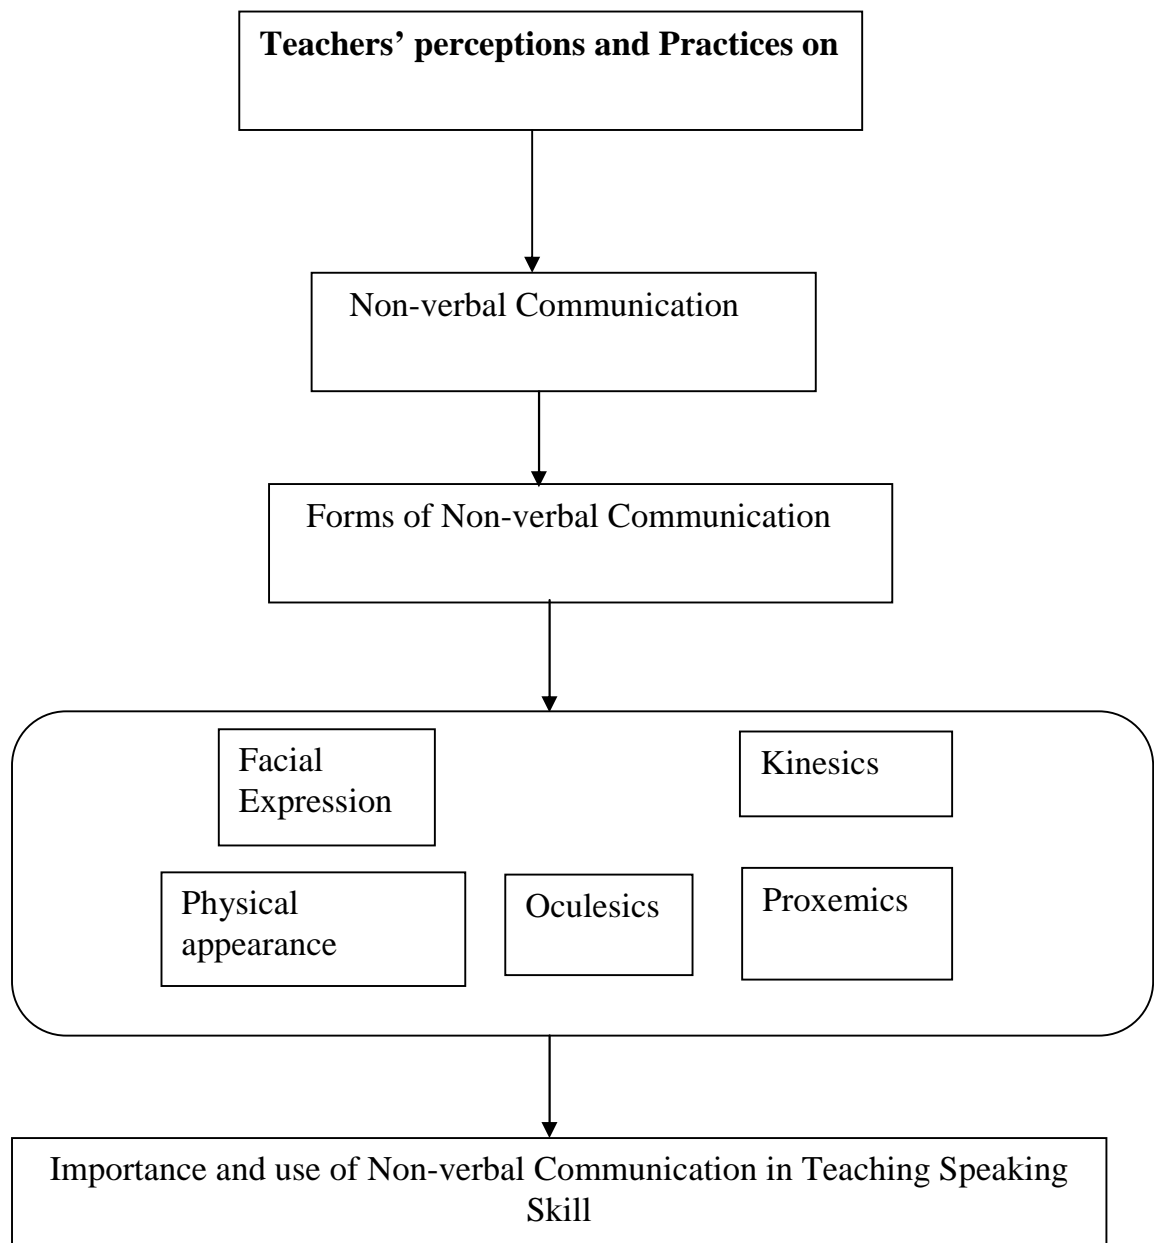 Teachers’ perceptions and Practices on
Non-verbal Communication
Forms of Non-verbal Communication
Facial
Expression
Kinesics
Physical
appearance
Oculesics
Proxemics
Importance and use of Non-verbal Communication in Teaching Speaking
Skill